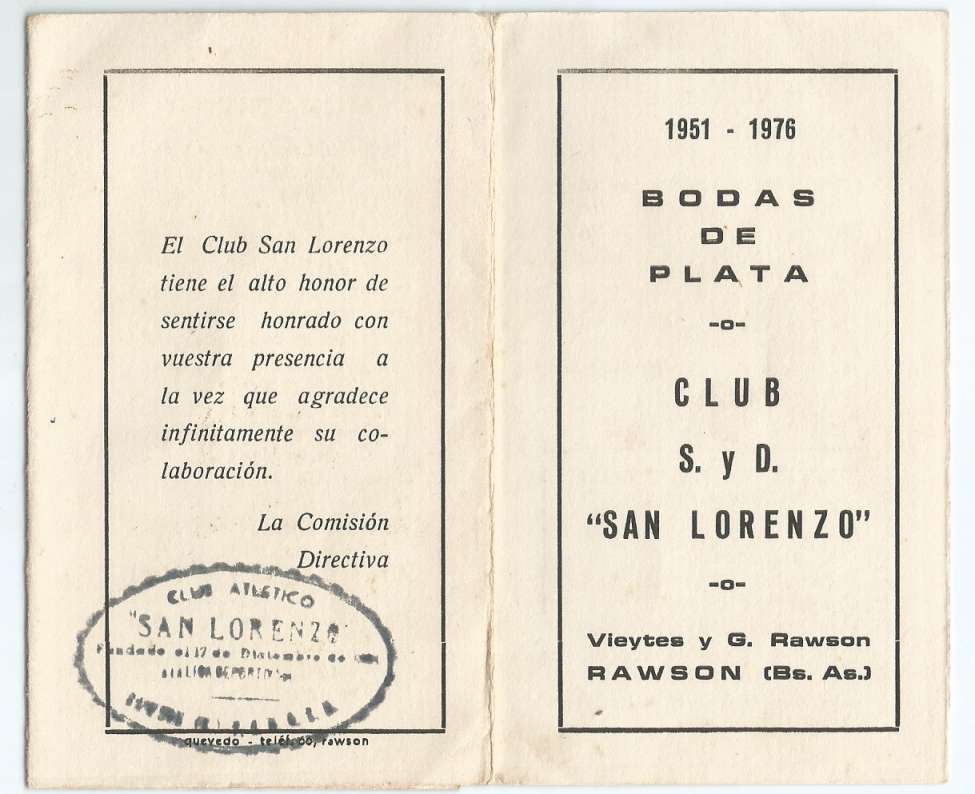 El Club San Lorenzo
tiene el alto honor de
sentirse honrado con
vuestra presencia a
la vez que agradece
infinitamente su co-
laboración.
La Comisión
Directiva
CLUB ATLETICO
"SAN LORENZO"
Fundado el 17 de Diciembre de
quevedo - teléf. 60, rawson
1951 - 1976
BODAS
DE
PLATA
-o-
CLUB
S. y D.
"SAN LORENZO"
-o-
Vieytes y G. Rawson
RAWSON (Bs. As.)